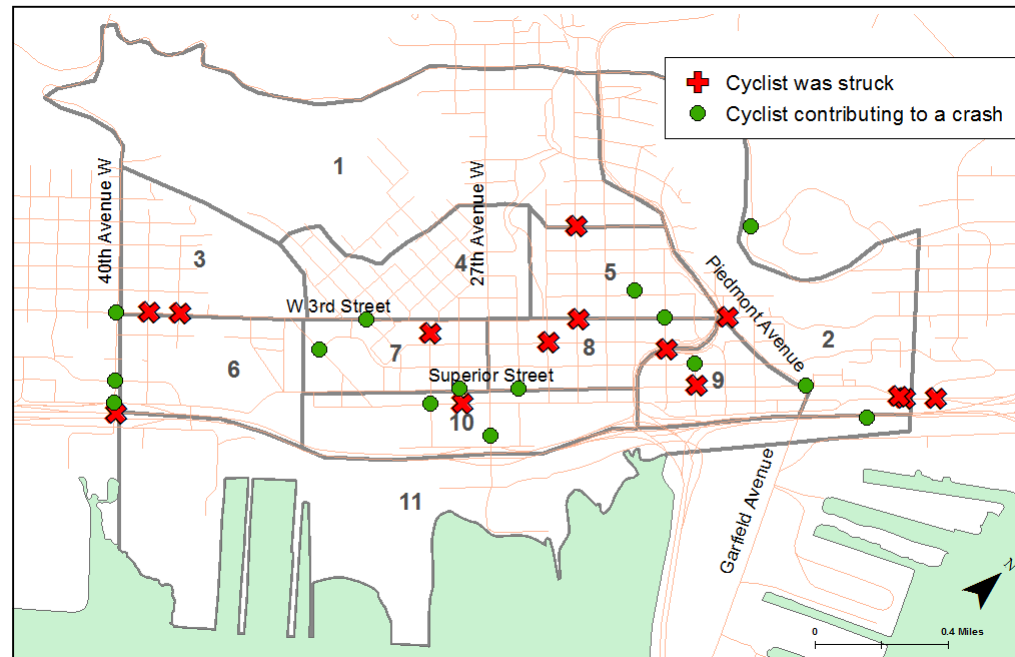 Cyclist was struck
Cyclist contributing to a crash
1
40th Avenue W
27th Avenue W
3
4
5
Piedmont Avenue
W 3rd Street
2
6
7
8
Superior Street
9
10
11
Garfield Avenue
N
0
0.4 Miles